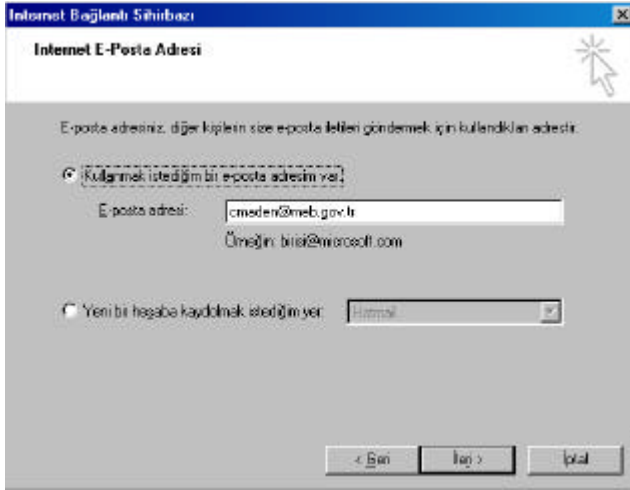 Internet Bağlantı Sihirbazı
Internet E-Posta Adresi
E-posta adresiniz, diğer kişilerin size e-posta iletileri göndermek için kullandıkları adrestir.
Kullanmak istediğim bir e-posta adresim var
E-posta adresi: cmaden@meb.gov.tr
Örneğin: birisi@microsoft.com
Yeni bir hesaba kaydolmak istediğim yer: Hotmail
< Geri İleri > İptal